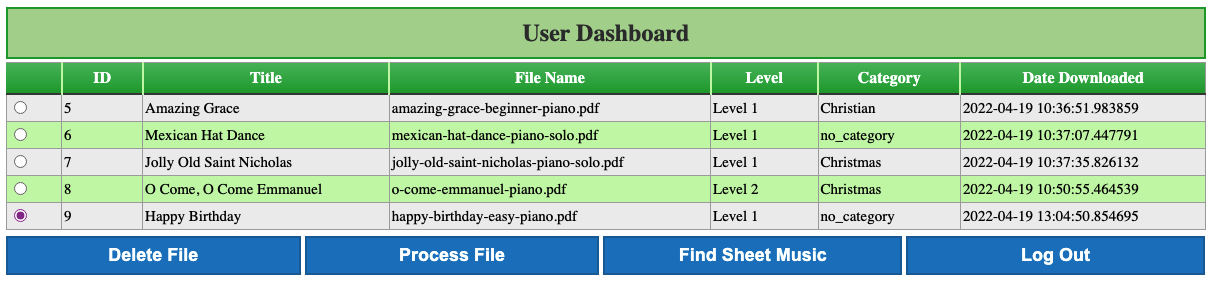 User Dashboard
ID Title File Name Level Category Date Downloaded
5 Amazing Grace amazing-grace-beginner-piano.pdf Level 1 Christian 2022-04-19 10:36:51.983859
6 Mexican Hat Dance mexican-hat-dance-piano-solo.pdf Level 1 no_category 2022-04-19 10:37:07.447791
7 Jolly Old Saint Nicholas jolly-old-saint-nicholas-piano-solo.pdf Level 1 Christmas 2022-04-19 10:37:35.826132
8 O Come, O Come Emmanuel o-come-emmanuel-piano.pdf Level 2 Christmas 2022-04-19 10:50:55.464539
9 Happy Birthday happy-birthday-easy-piano.pdf Level 1 no_category 2022-04-19 13:04:50.854695
Delete File Process File Find Sheet Music Log Out